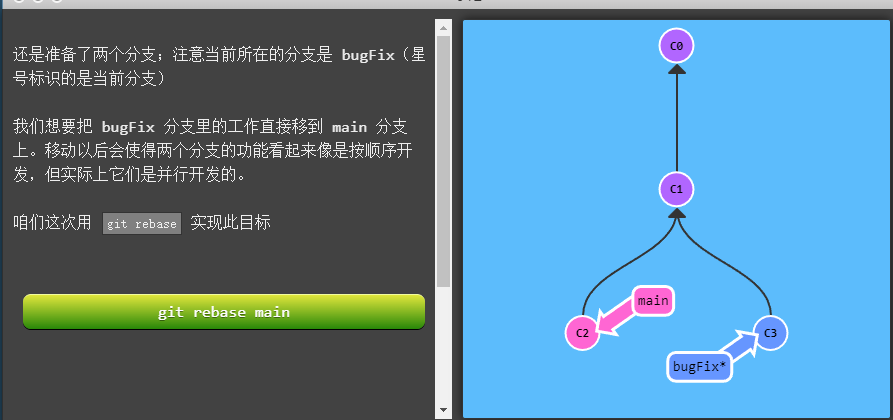 还是准备了两个分支；注意当前所在的分支是 bugFix（星
号标识的是当前分支）
我们想要把 bugFix 分支里的工作直接移到 main 分支
上。移动以后会使得两个分支的功能看起来像是按顺序开
发，但实际上它们是并行开发的。
咱们这次用 git rebase 实现此目标
git rebase main
C0
C1
main
C2
C3
bugFix*